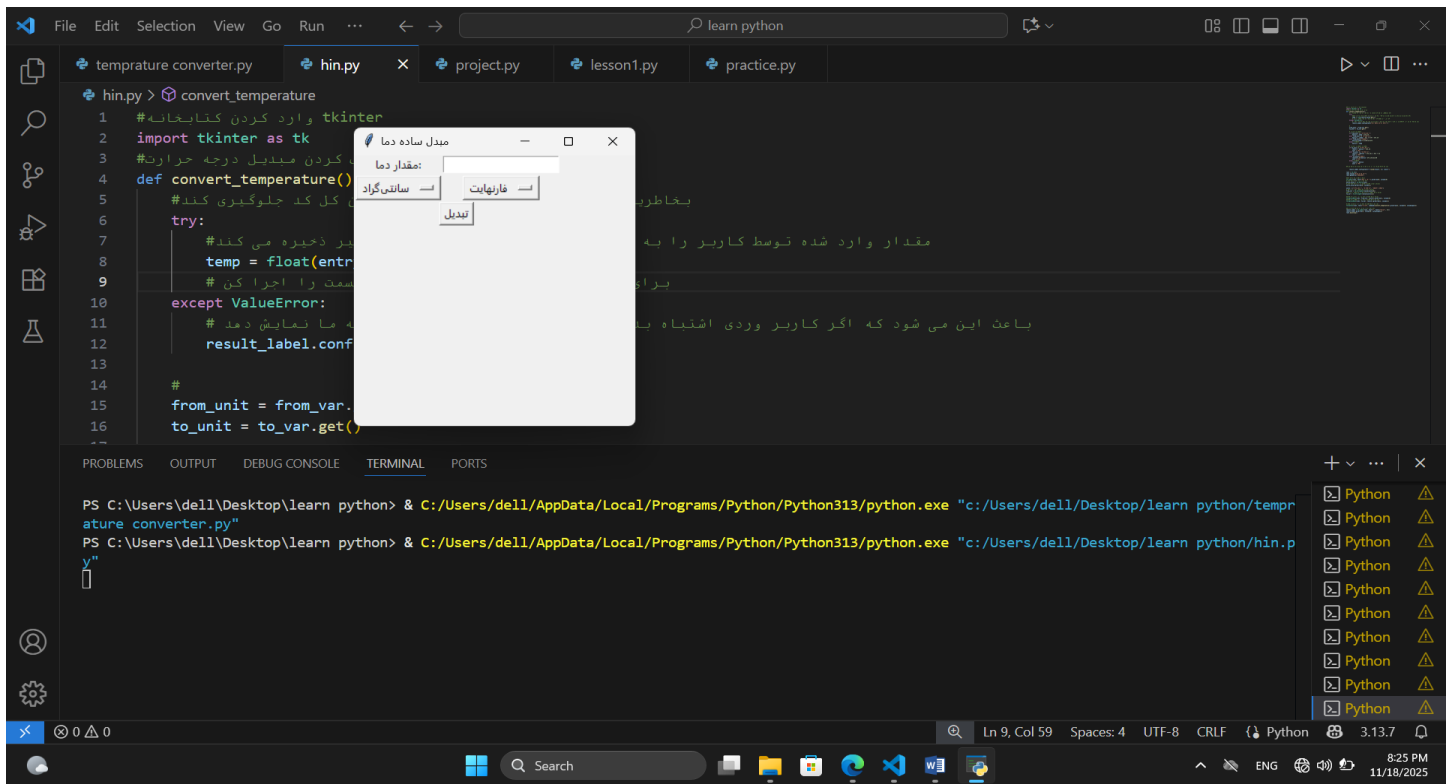 File Edit Selection View Go Run ··· learn python
temprature converter.py hin.py project.py lesson1.py practice.py
hin.py > convert_temperature
1 #وارد کردن کتابخانه tkinter
2 import tkinter as tk
3 #کردن مبدیل درجه حرارت
4 def convert_temperature()
5 #بخاطر کل کد جلوگیری کند
6 try:
7 #مقدار وارد شده توسط کاربر را به ذخیره می کند
8 temp = float(entr
9 # سمت را اجرا کن
10 except ValueError:
11 # باعث این می شود که اگر کاربر وردی اشتباه ما نمایش دهد
12 result_label.conf
13
14 #
15 from_unit = from_var.
16 to_unit = to_var.get()
مبدل ساده دما
مقدار دما:
سانتی‌گراد فارنهایت
تبدیل
PROBLEMS OUTPUT DEBUG CONSOLE TERMINAL PORTS
PS C:\Users\dell\Desktop\learn python> & C:/Users/dell/AppData/Local/Programs/Python/Python313/python.exe "c:/Users/dell/Desktop/learn python/tempr
ature converter.py"
PS C:\Users\dell\Desktop\learn python> & C:/Users/dell/AppData/Local/Programs/Python/Python313/python.exe "c:/Users/dell/Desktop/learn python/hin.p
y"
Python
Python
Python
Python
Python
Python
Python
Python
Python
Python
0 0 Ln 9, Col 59 Spaces: 4 UTF-8 CRLF Python 3.13.7
Search ENG 8:25 PM
11/18/2025